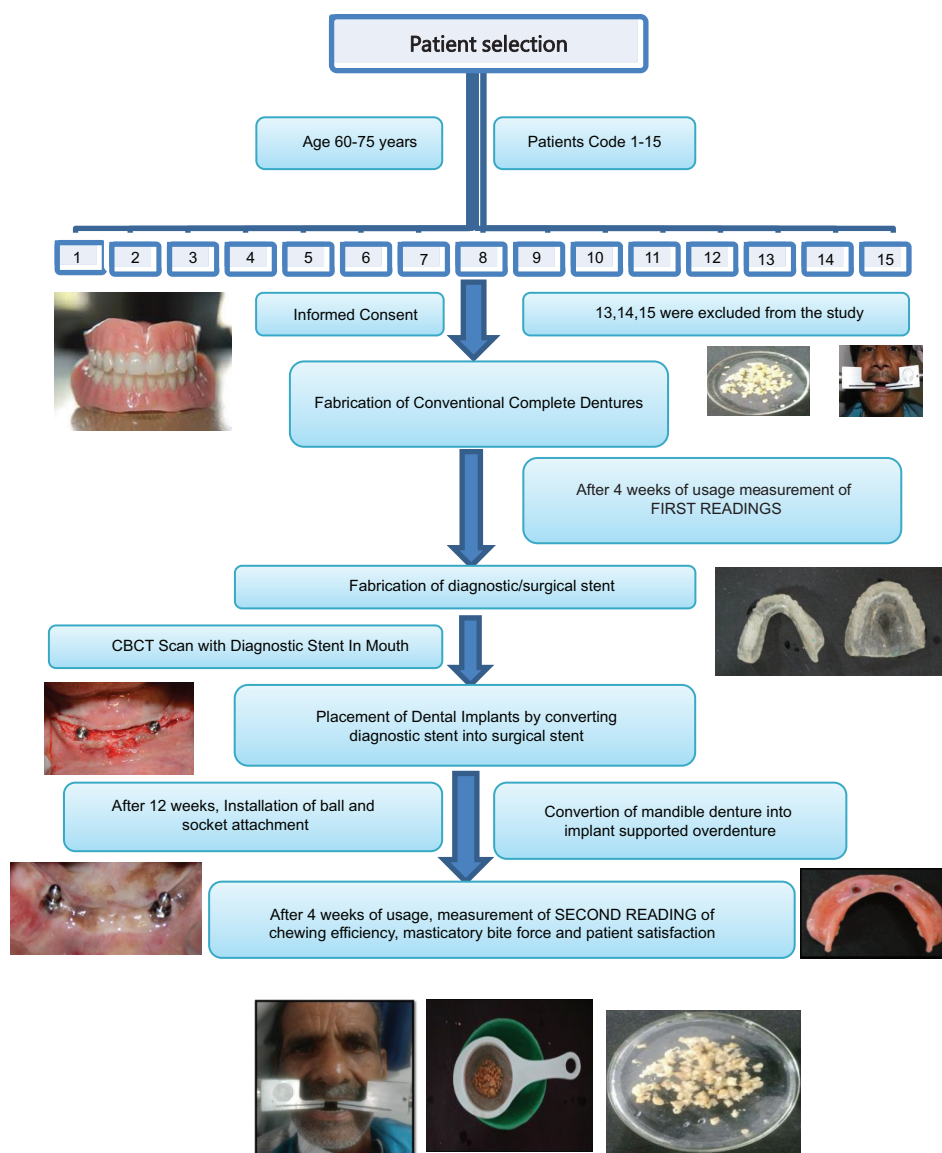 Patient selection
Age 60-75 years
Patients Code 1-15
1 2 3 4 5 6 7 8 9 10 11 12 13 14 15
Informed Consent
13,14,15 were excluded from the study
Fabrication of Conventional Complete Dentures
After 4 weeks of usage measurement of
FIRST READINGS
Fabrication of diagnostic/surgical stent
CBCT Scan with Diagnostic Stent In Mouth
Placement of Dental Implants by converting
diagnostic stent into surgical stent
After 12 weeks, Installation of ball and
socket attachment
Convertion of mandible denture into
implant supported overdenture
After 4 weeks of usage, measurement of SECOND READING of
chewing efficiency, masticatory bite force and patient satisfaction